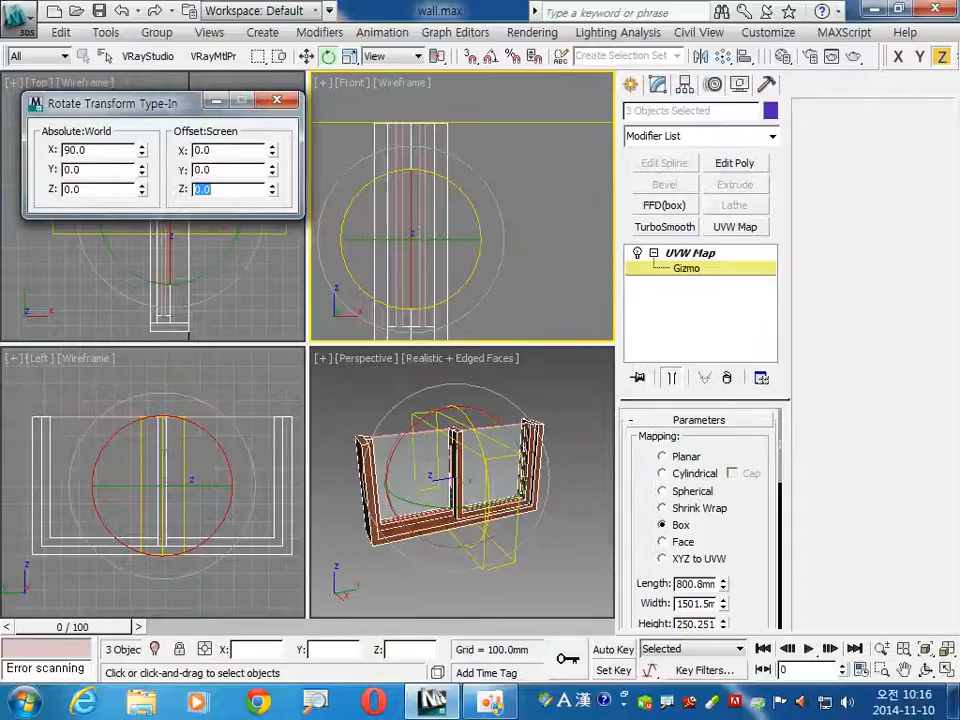 3DS
Workspace: Default
wall.max
Type a keyword or phrase
Edit
Tools
Group
Views
Create
Modifiers
Animation
Graph Editors
Rendering
Lighting Analysis
Civil View
Customize
MAXScript
Help
All
VRayStudio
VRayMtlPr
View
Create Selection Set
X Y Z
[+] [Top] [Wireframe]
[+] [Front] [Wireframe]
Rotate Transform Type-In
Absolute:World
X: 90.0
Y: 0.0
Z: 0.0
Offset:Screen
X: 0.0
Y: 0.0
Z: 0.0
3 Objects Selected
Modifier List
Edit Spline
Edit Poly
Bevel
Extrude
FFD(box)
Lathe
TurboSmooth
UVW Map
UVW Map
Gizmo
[+] [Left] [Wireframe]
[+] [Perspective] [Realistic + Edged Faces]
Parameters
Mapping:
Planar
Cylindrical
Cap
Spherical
Shrink Wrap
Box
Face
XYZ to UVW
Length: 800.8mm
Width: 1501.5m
Height: 250.251
0 / 100
3 Objec
X:
Y:
Z:
Grid = 100.0mm
Auto Key
Selected
Error scanning
Click or click-and-drag to select objects
Add Time Tag
Set Key
Key Filters...
0
A 漢
오전 10:16
2014-11-10